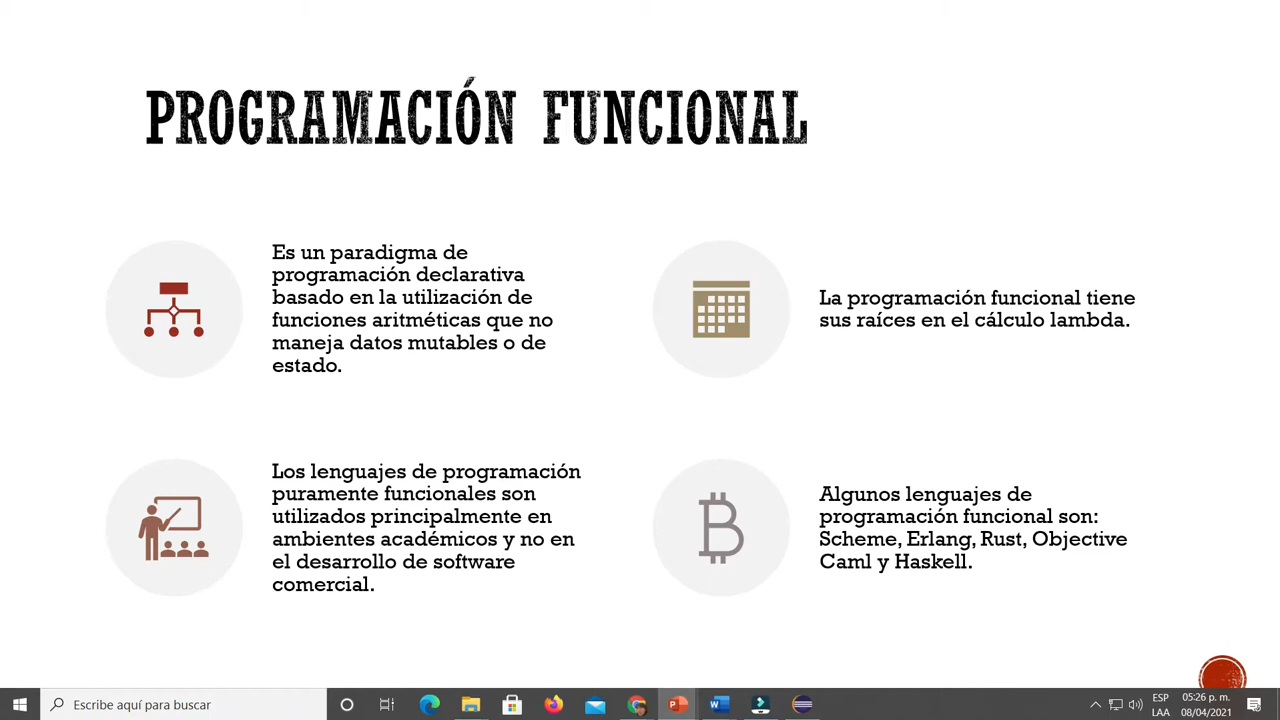 PROGRAMACIÓN FUNCIONAL
Es un paradigma de
programación declarativa
basado en la utilización de
funciones aritméticas que no
maneja datos mutables o de
estado.
La programación funcional tiene
sus raíces en el cálculo lambda.
Los lenguajes de programación
puramente funcionales son
utilizados principalmente en
ambientes académicos y no en
el desarrollo de software
comercial.
Algunos lenguajes de
programación funcional son:
Scheme, Erlang, Rust, Objective
Caml y Haskell.
Escribe aquí para buscar
ESP
LAA
05:26 p. m.
08/04/2021